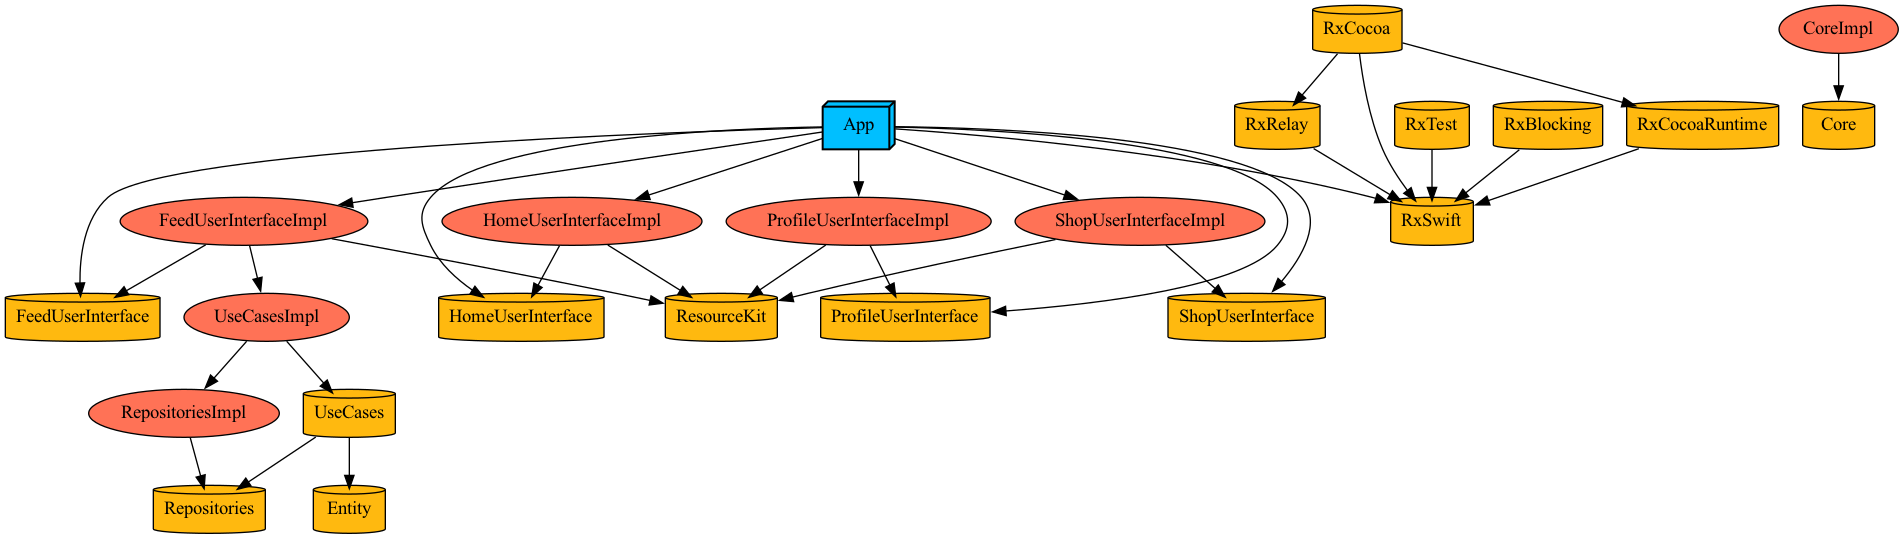 RxCocoa
CoreImpl
App
RxRelay
RxTest
RxBlocking
RxCocoaRuntime
Core
FeedUserInterfaceImpl
HomeUserInterfaceImpl
ProfileUserInterfaceImpl
ShopUserInterfaceImpl
RxSwift
FeedUserInterface
UseCasesImpl
HomeUserInterface
ResourceKit
ProfileUserInterface
ShopUserInterface
RepositoriesImpl
UseCases
Repositories
Entity